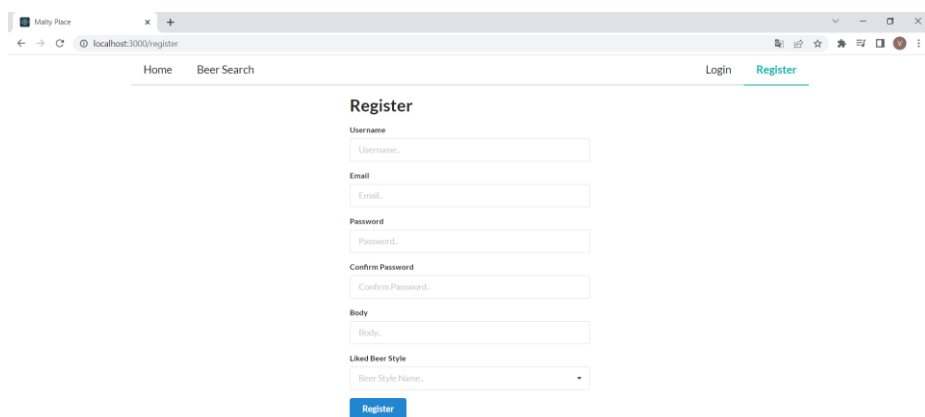 Malty Place
localhost:3000/register
V
Home Beer Search Login Register
Register
Username
Username..
Email
Email..
Password
Password..
Confirm Password
Confirm Password..
Body
Body..
Liked Beer Style
Beer Style Name..
Register